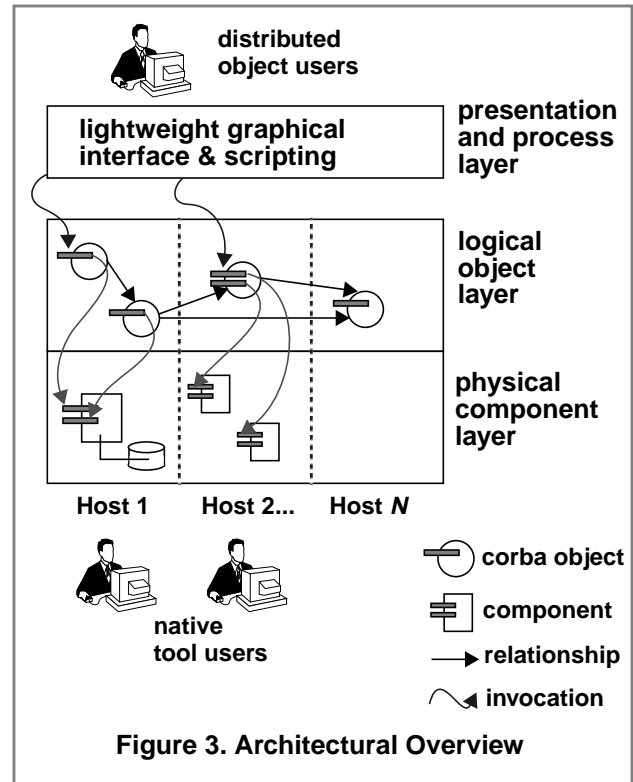 distributed
object users
lightweight graphical
interface & scripting
presentation
and process
layer
logical
object
layer
physical
component
layer
Host 1
Host 2...
Host N
native
tool users
corba object
component
relationship
invocation
Figure 3. Architectural Overview